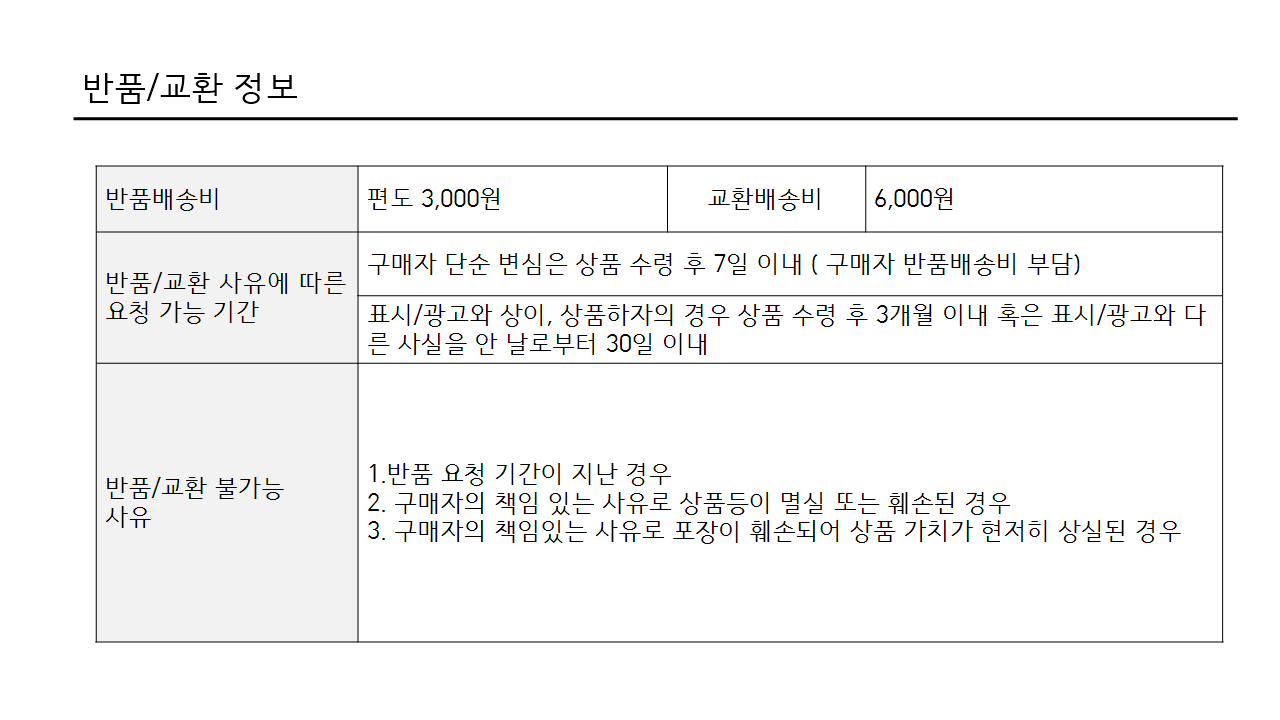 반품/교환 정보
반품배송비 편도 3,000원 교환배송비 6,000원
반품/교환 사유에 따른
요청 가능 기간
구매자 단순 변심은 상품 수령 후 7일 이내 ( 구매자 반품배송비 부담)
표시/광고와 상이, 상품하자의 경우 상품 수령 후 3개월 이내 혹은 표시/광고와 다
른 사실을 안 날로부터 30일 이내
반품/교환 불가능
사유
1.반품 요청 기간이 지난 경우
2. 구매자의 책임 있는 사유로 상품등이 멸실 또는 훼손된 경우
3. 구매자의 책임있는 사유로 포장이 훼손되어 상품 가치가 현저히 상실된 경우